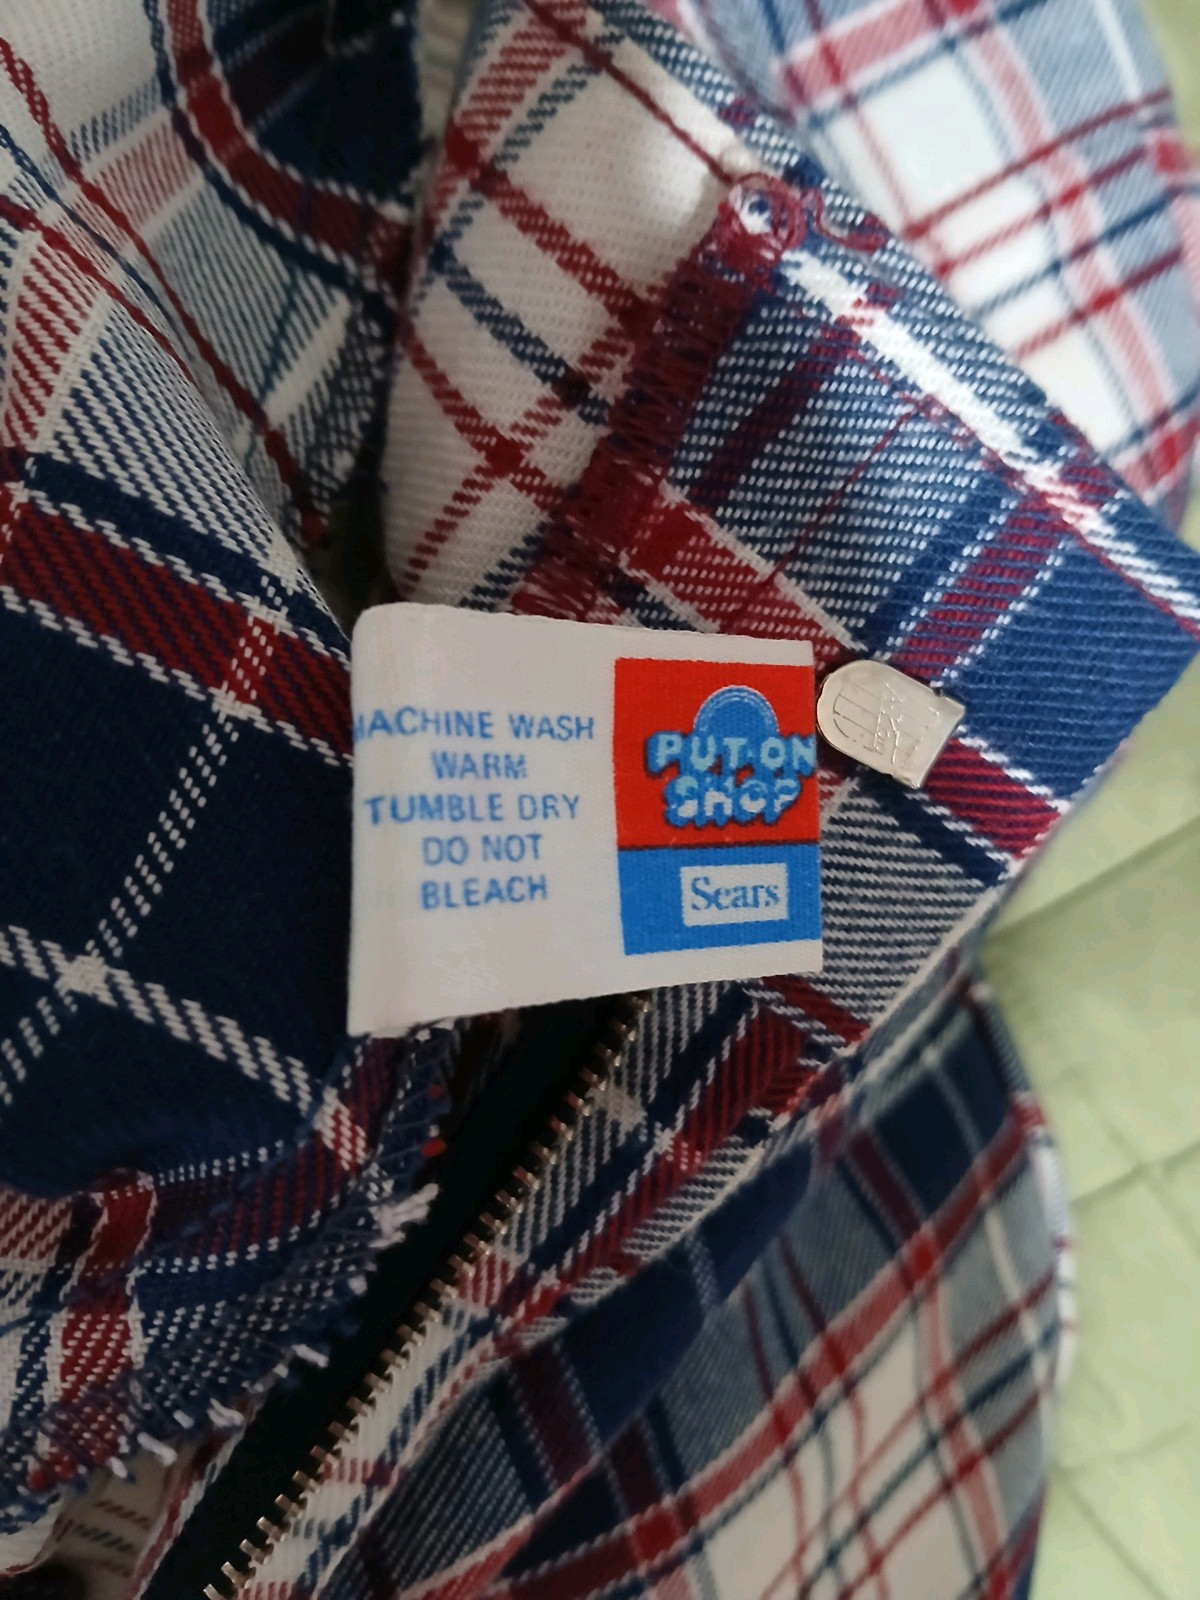 MACHINE WASH
WARM
TUMBLE DRY
DO NOT
BLEACH
PUT·ON
SHOP
Sears